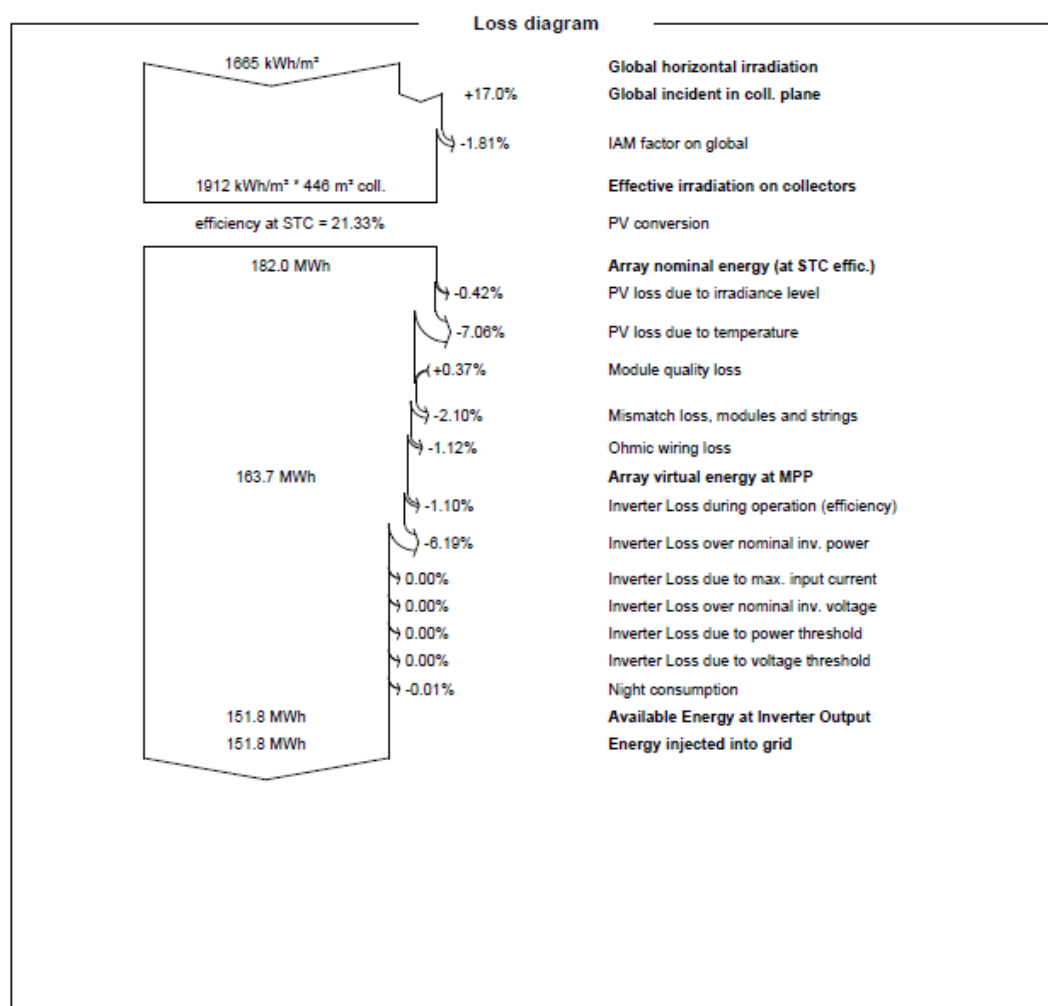 Loss diagram
1665 kWh/m² Global horizontal irradiation
+17.0% Global incident in coll. plane
-1.81% IAM factor on global
1912 kWh/m² * 446 m² coll. Effective irradiation on collectors
efficiency at STC = 21.33% PV conversion
182.0 MWh Array nominal energy (at STC effic.)
-0.42% PV loss due to irradiance level
-7.06% PV loss due to temperature
+0.37% Module quality loss
-2.10% Mismatch loss, modules and strings
-1.12% Ohmic wiring loss
163.7 MWh Array virtual energy at MPP
-1.10% Inverter Loss during operation (efficiency)
-6.19% Inverter Loss over nominal inv. power
0.00% Inverter Loss due to max. input current
0.00% Inverter Loss over nominal inv. voltage
0.00% Inverter Loss due to power threshold
0.00% Inverter Loss due to voltage threshold
-0.01% Night consumption
151.8 MWh Available Energy at Inverter Output
151.8 MWh Energy injected into grid